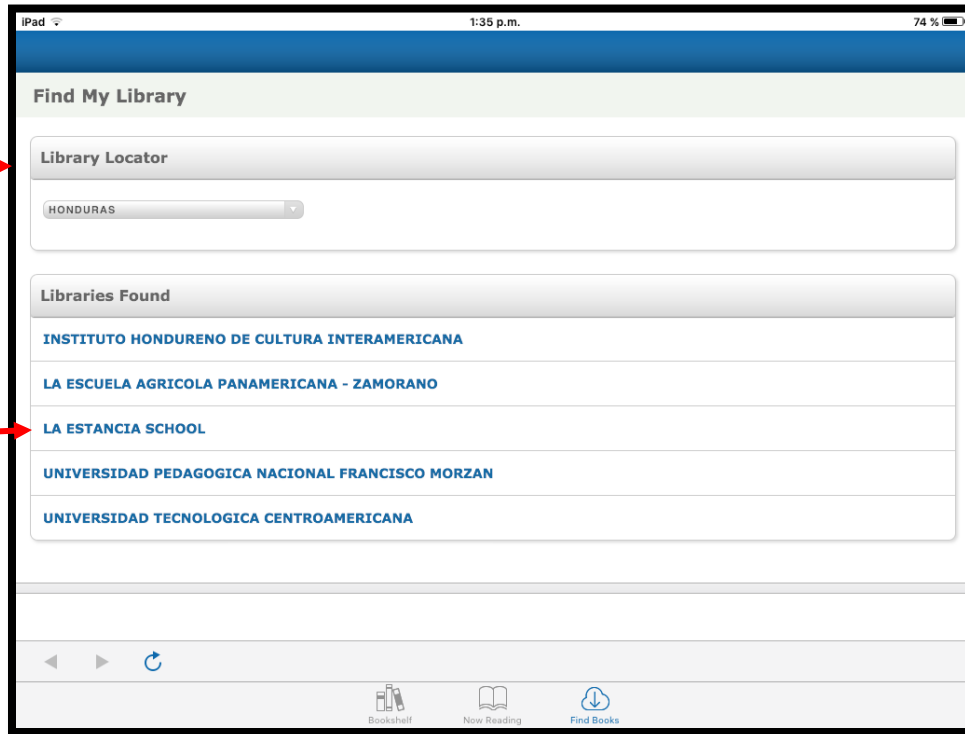 iPad 1:35 p.m. 74 %
Find My Library
Library Locator
HONDURAS
Libraries Found
INSTITUTO HONDURENO DE CULTURA INTERAMERICANA
LA ESCUELA AGRICOLA PANAMERICANA - ZAMORANO
LA ESTANCIA SCHOOL
UNIVERSIDAD PEDAGOGICA NACIONAL FRANCISCO MORZAN
UNIVERSIDAD TECNOLOGICA CENTROAMERICANA
Bookshelf Now Reading Find Books